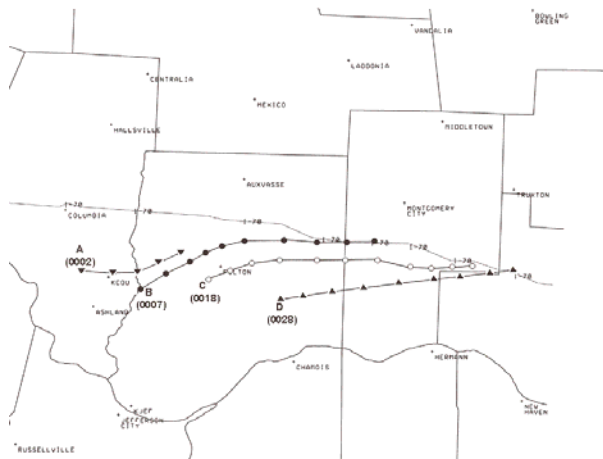 BOWLING
GREEN
VANDALIA
LADDONIA
CENTRALIA
MEXICO
HALLSVILLE
MIDDLETOWN
AUXVASSE
TRUXTON
I-70
COLUMBIA
I-70
MONTGOMERY
CITY
I-70
I-70
I-70
I-70
A
(0002)
KCOU
FULTON
B
(0007)
C
(0018)
D
(0028)
ASHLAND
HERMANN
CHAMOIS
KJEF
JEFFERSON
CITY
NEW
HAVEN
RUSSELLVILLE